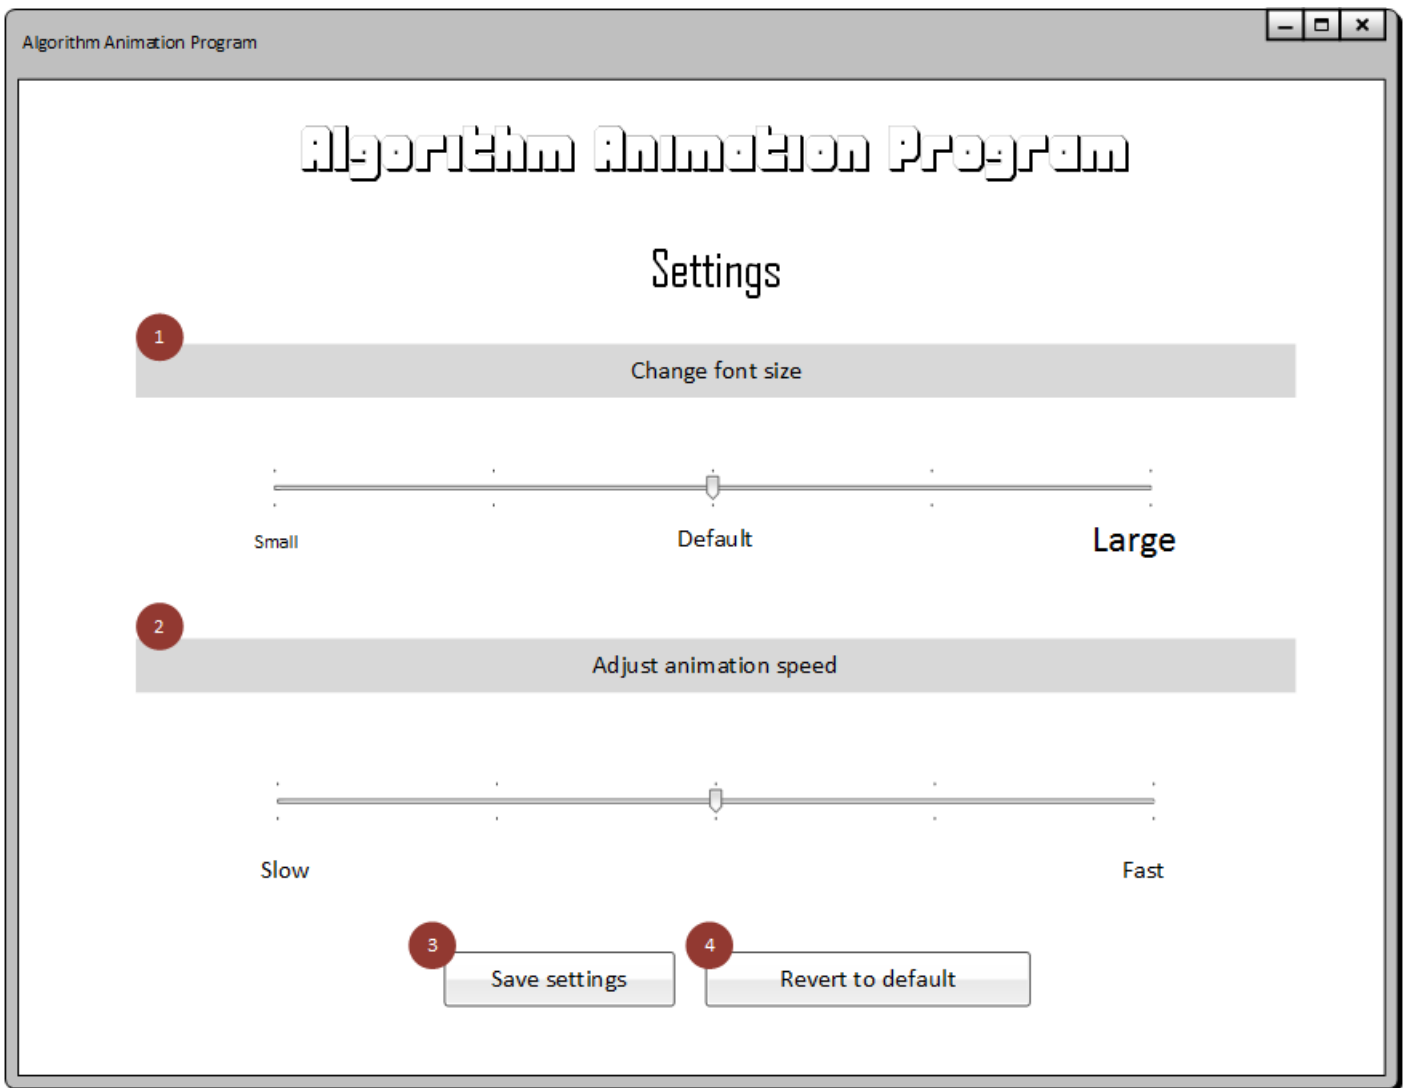 Algorithm Animation Program
Algorithm Animation Program
Settings
1
Change font size
Small Default Large
2
Adjust animation speed
Slow Fast
3 4
Save settings Revert to default